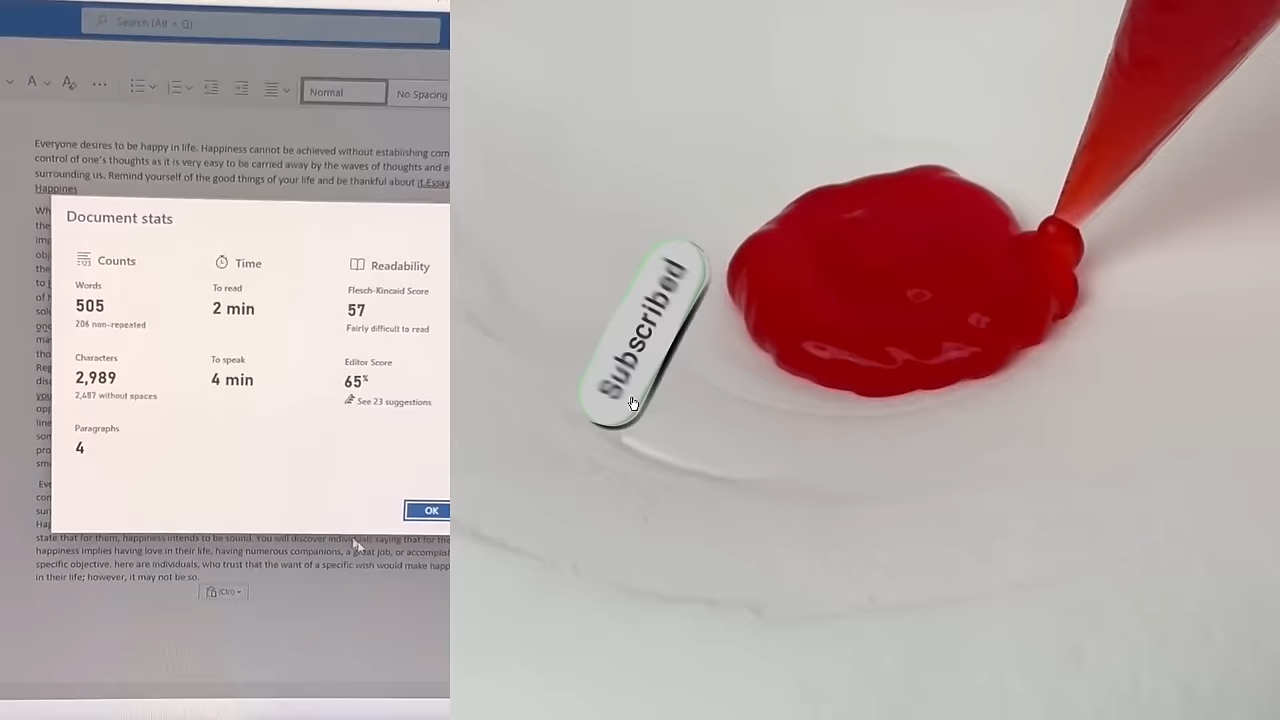 Search (Alt + Q)
A
Normal
No Spacing
Everyone desires to be happy in life. Happiness cannot be achieved without establishing com
control of one's thoughts as it is very easy to be carried away by the waves of thoughts and e
surrounding us. Remind yourself of the good things of your life and be thankful about it.Essay
Happines
Document stats
Counts
Time
Readability
Words
505
206 non-repeated
To read
2 min
Flesch-Kincaid Score
57
Fairly difficult to read
Characters
2,989
2,487 without spaces
To speak
4 min
Editor Score
65%
See 23 suggestions
Paragraphs
4
OK
state that for them, happiness intends to be sound. You will discover individuals saying that for the
happiness implies having love in their life, having numerous companions, a great job, or accomplis
specific objective. here are individuals, who trust that the want of a specific wish would make happ
in their life; however, it may not be so.
(Ctrl)
Subscribed